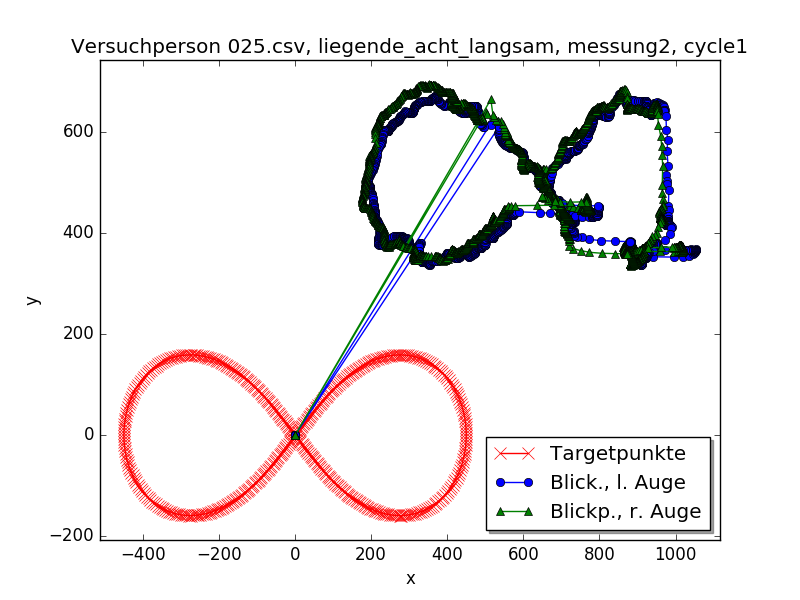 Versuchperson 025.csv, liegende_acht_langsam, messung2, cycle1
600
400
y
200
0
−200
Targetpunkte
Blick., l. Auge
Blickp., r. Auge
−400 −200 0 200 400 600 800 1000
x